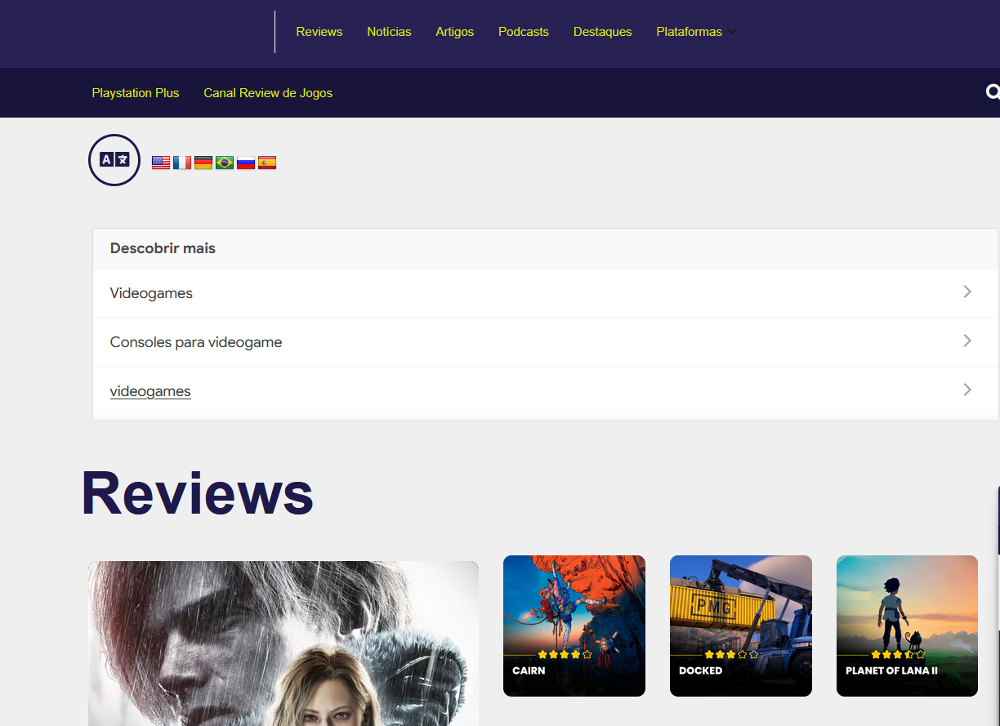 Reviews Notícias Artigos Podcasts Destaques Plataformas
Playstation Plus Canal Review de Jogos
A
Descobrir mais
Videogames
Consoles para videogame
videogames
Reviews
PMG
CAIRN
DOCKED
PLANET OF LANA II